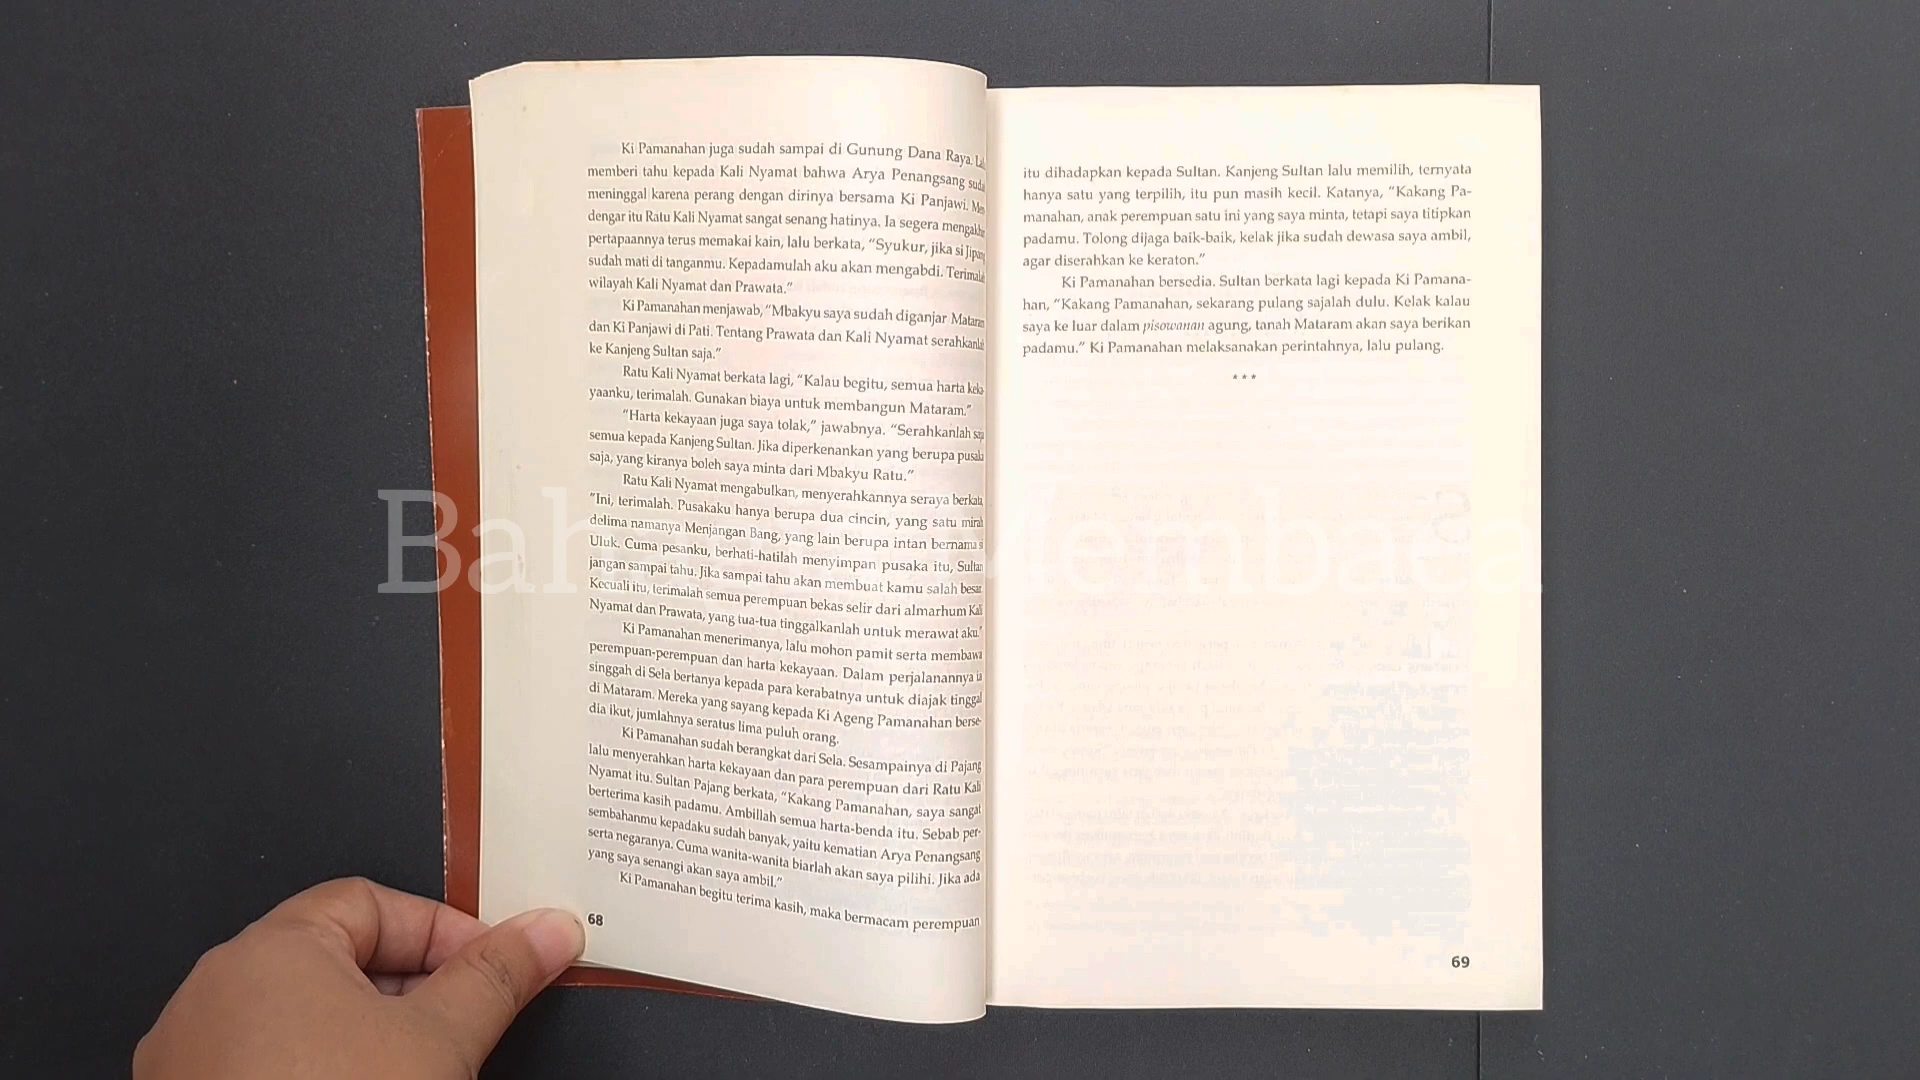 Ki Pamanahan juga sudah sampai di Gunung Dana Raya.
memberi tahu kepada Kali Nyamat bahwa Arya Penangsang
meninggal karena perang dengan dirinya bersama Ki Panjawi.
dengar itu Ratu Kali Nyamat sangat senang hatinya. Ia segera
pertapaannya terus memakai kain, lalu berkata, “Syukur, jika si
sudah mati di tanganmu. Kepadamulah aku akan mengabdi.
wilayah Kali Nyamat dan Prawata.”
Ki Pamanahan menjawab, “Mbakyu saya sudah diganjar
dan Ki Panjawi di Pati. Tentang Prawata dan Kali Nyamat
ke Kanjeng Sultan saja.”
Ratu Kali Nyamat berkata lagi, “Kalau begitu, semua harta
yaanku, terimalah. Gunakan biaya untuk membangun Mataram.”
“Harta kekayaan juga saya tolak,” jawabnya. “Serahkanlah
semua kepada Kanjeng Sultan. Jika diperkenankan yang berupa
saja, yang kiranya boleh saya minta dari Mbakyu Ratu.”
Ratu Kali Nyamat mengabulkan, menyerahkannya seraya berkata,
“Ini, terimalah. Pusakaku hanya berupa dua cincin, yang satu mirah
delima namanya Menjangan Bang, yang lain berupa intan bernama si
Uluk. Cuma pesanku, berhati-hatilah menyimpan pusaka itu, Sultan
jangan sampai tahu. Jika sampai tahu akan membuat kamu salah besar.
Kecuali itu, terimalah semua perempuan bekas selir dari almarhum Kali
Nyamat dan Prawata, yang tua-tua tinggalkanlah untuk merawat aku.”
Ki Pamanahan menerimanya, lalu mohon pamit serta membawa
perempuan-perempuan dan harta kekayaan. Dalam perjalanannya ia
singgah di Sela bertanya kepada para kerabatnya untuk diajak tinggal
di Mataram. Mereka yang sayang kepada Ki Ageng Pamanahan berse-
dia ikut, jumlahnya seratus lima puluh orang.
Ki Pamanahan sudah berangkat dari Sela. Sesampainya di Pajang
lalu menyerahkan harta kekayaan dan para perempuan dari Ratu Kali
Nyamat itu. Sultan Pajang berkata, “Kakang Pamanahan, saya sangat
berterima kasih padamu. Ambillah semua harta-benda itu. Sebab per-
sembahanmu kepadaku sudah banyak, yaitu kematian Arya Penangsang
serta negaranya. Cuma wanita-wanita biarlah akan saya pilihi. Jika ada
yang saya senangi akan saya ambil.”
Ki Pamanahan begitu terima kasih, maka bermacam perempuan
68
itu dihadapkan kepada Sultan. Kanjeng Sultan lalu memilih, ternyata
hanya satu yang terpilih, itu pun masih kecil. Katanya, “Kakang Pa-
manahan, anak perempuan satu ini yang saya minta, tetapi saya titipkan
padamu. Tolong dijaga baik-baik, kelak jika sudah dewasa saya ambil,
agar diserahkan ke keraton.”
Ki Pamanahan bersedia. Sultan berkata lagi kepada Ki Pamana-
han, “Kakang Pamanahan, sekarang pulang sajalah dulu. Kelak kalau
saya ke luar dalam pisowanan agung, tanah Mataram akan saya berikan
padamu.” Ki Pamanahan melaksanakan perintahnya, lalu pulang.
* * *
69